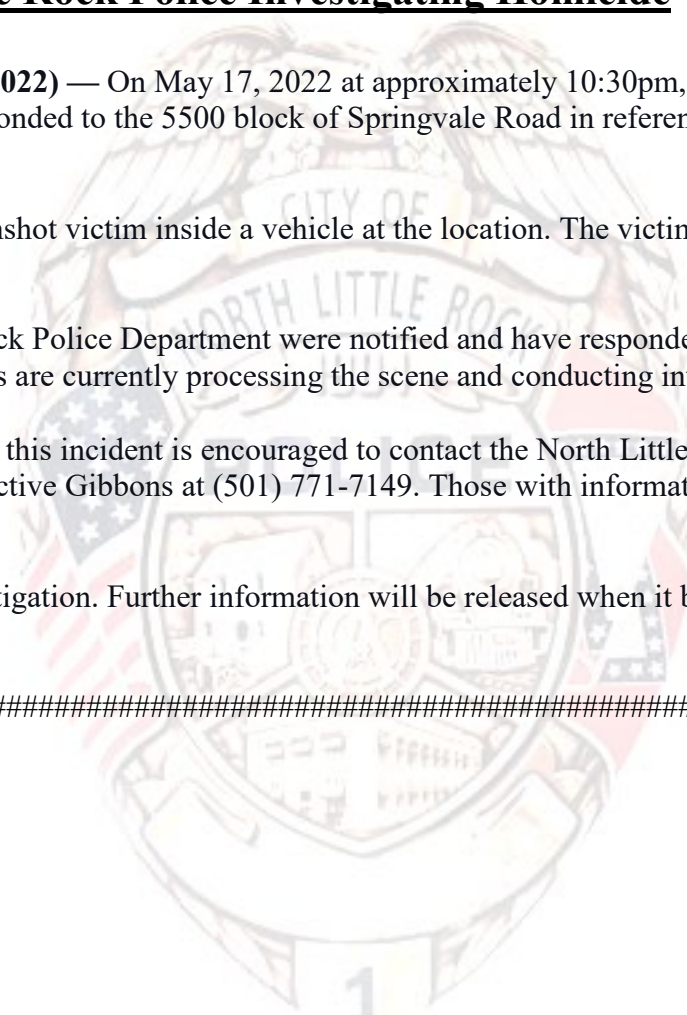 e Rock Police Investigating Homicide
022) — On May 17, 2022 at approximately 10:30pm,
onded to the 5500 block of Springvale Road in referen
nshot victim inside a vehicle at the location. The victim
ck Police Department were notified and have responde
s are currently processing the scene and conducting in
this incident is encouraged to contact the North Little
ctive Gibbons at (501) 771-7149. Those with informat
tigation. Further information will be released when it b
CITY OF
NORTH LITTLE ROCK
POLICE
1